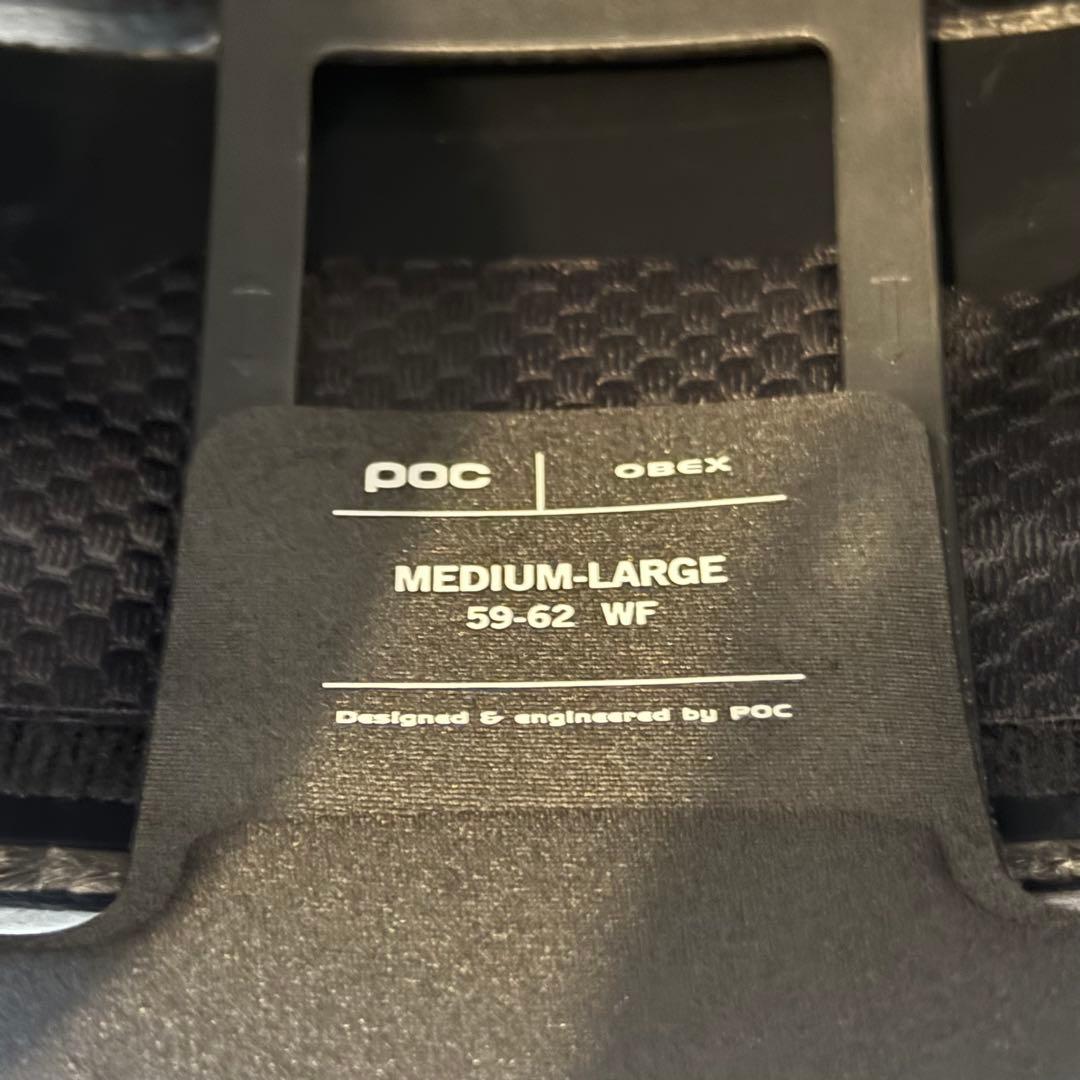 POC | OBEX
MEDIUM-LARGE
59-62 WF
Designed & engineered by POC